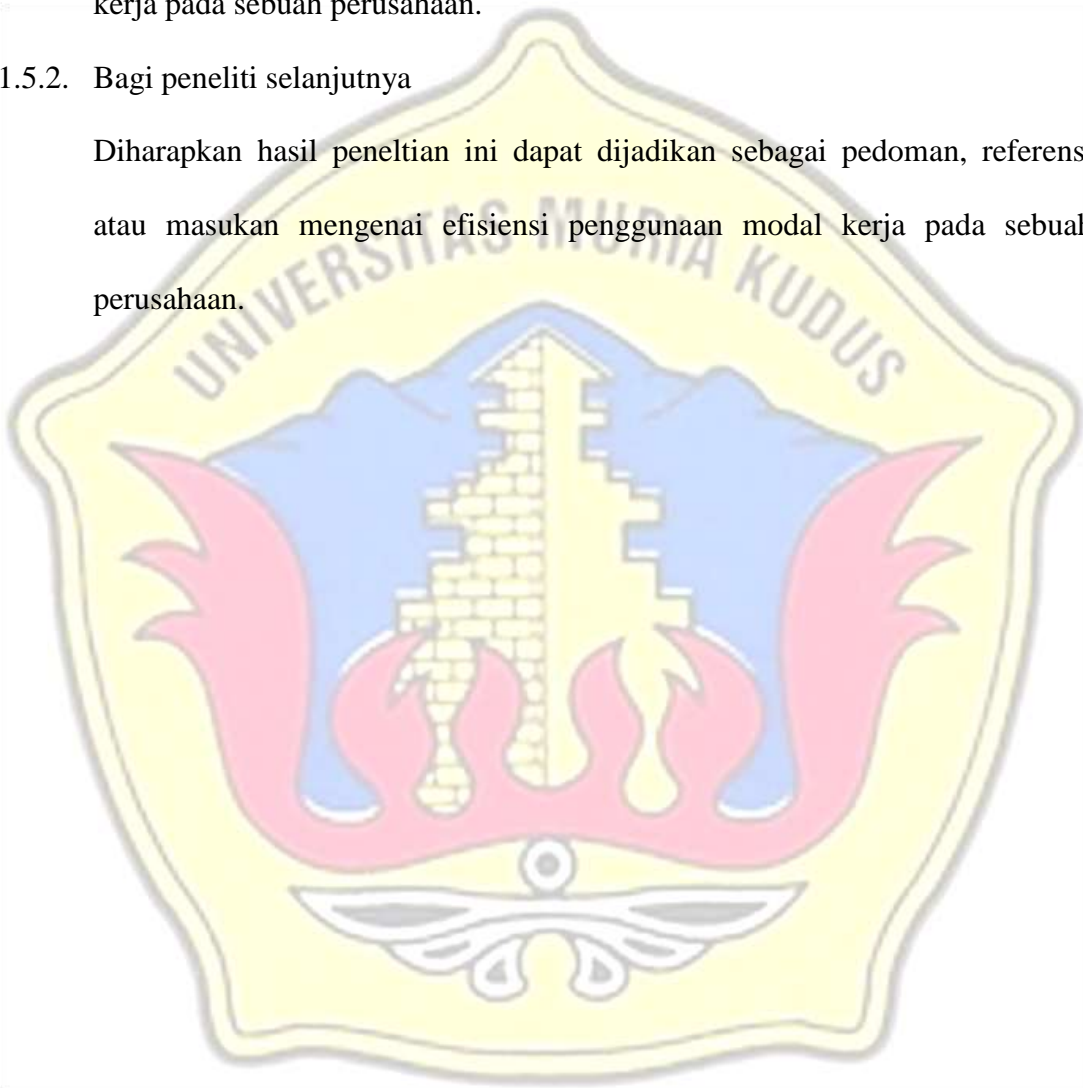 kerja pada sebuah perusahaan.
1.5.2. Bagi peneliti selanjutnya
Diharapkan hasil peneltian ini dapat dijadikan sebagai pedoman, referens
atau masukan mengenai efisiensi penggunaan modal kerja pada sebuah
perusahaan.
UNIVERSITAS MURIA KUDUS